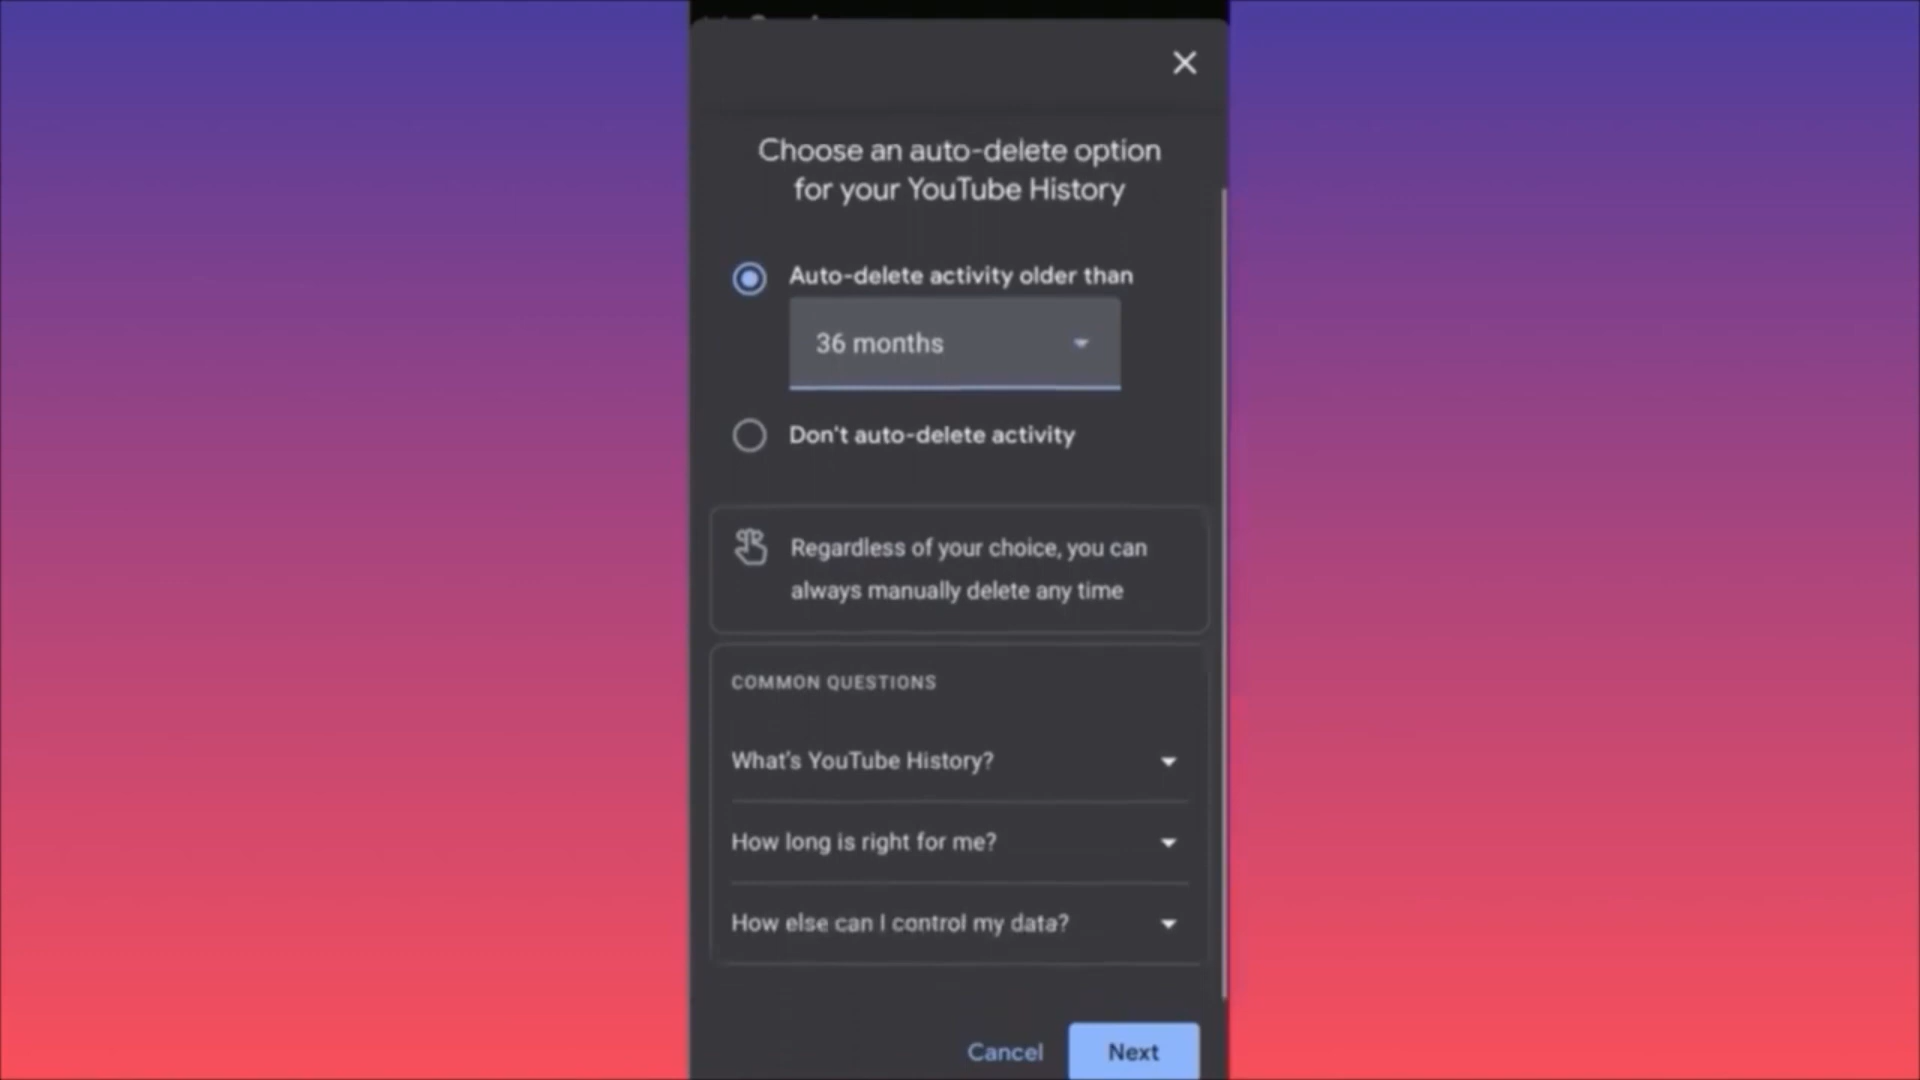 Choose an auto-delete option
for your YouTube History
Auto-delete activity older than
36 months
Don't auto-delete activity
Regardless of your choice, you can
always manually delete any time
COMMON QUESTIONS
What's YouTube History?
How long is right for me?
How else can I control my data?
Cancel
Next